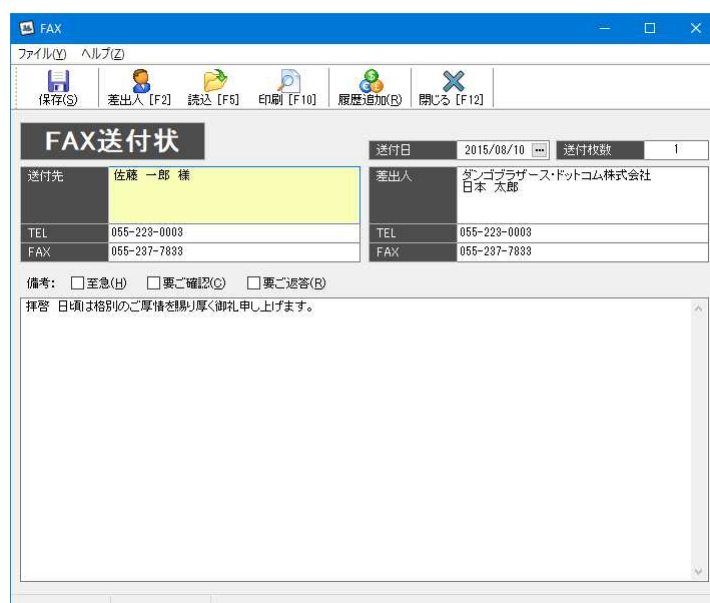 FAX
ファイル(Y) ヘルプ(Z)
保存(S) 差出人 [F2] 読込 [F5] 印刷 [F10] 履歴追加(R) 閉じる [F12]
FAX送付状
送付日 2015/08/10 ... 送付枚数 1
送付先 佐藤 一郎 様
差出人 ダンゴブラザース・ドットコム株式会社
日本 太郎
TEL 055-223-0003 TEL 055-223-0003
FAX 055-237-7833 FAX 055-237-7833
備考: 至急(H) 要ご確認(C) 要ご返答(B)
拝啓 日頃は格別のご厚情を賜り厚く御礼申し上げます。